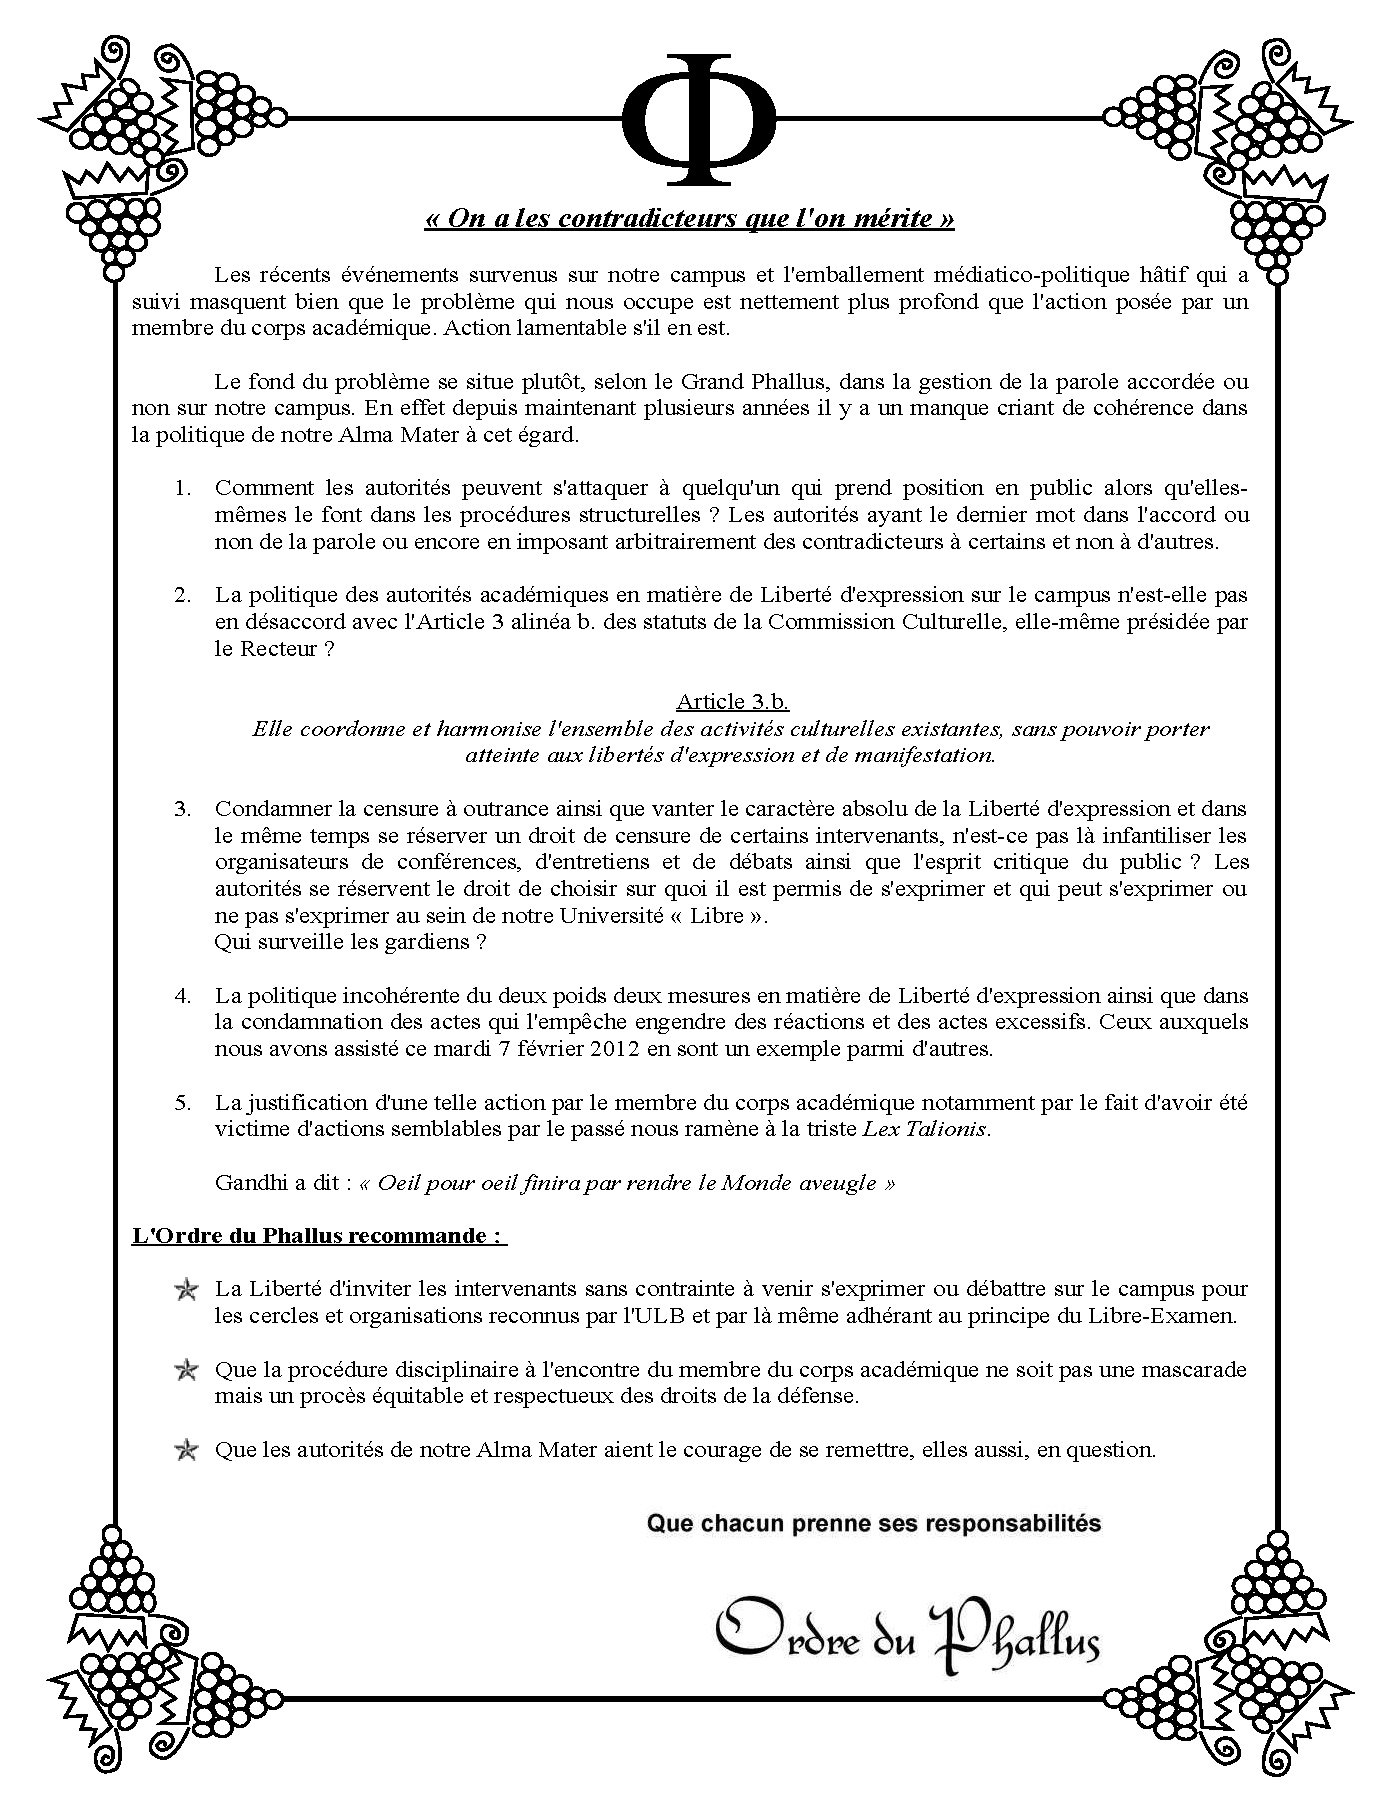 Φ
« On a les contradicteurs que l'on mérite »
Les récents événements survenus sur notre campus et l'emballement médiatico-politique hâtif qui a
suivi masquent bien que le problème qui nous occupe est nettement plus profond que l'action posée par un
membre du corps académique. Action lamentable s'il en est.
Le fond du problème se situe plutôt, selon le Grand Phallus, dans la gestion de la parole accordée ou
non sur notre campus. En effet depuis maintenant plusieurs années il y a un manque criant de cohérence dans
la politique de notre Alma Mater à cet égard.
1. Comment les autorités peuvent s'attaquer à quelqu'un qui prend position en public alors qu'elles-
mêmes le font dans les procédures structurelles ? Les autorités ayant le dernier mot dans l'accord ou
non de la parole ou encore en imposant arbitrairement des contradicteurs à certains et non à d'autres.
2. La politique des autorités académiques en matière de Liberté d'expression sur le campus n'est-elle pas
en désaccord avec l'Article 3 alinéa b. des statuts de la Commission Culturelle, elle-même présidée par
le Recteur ?
Article 3.b.
Elle coordonne et harmonise l'ensemble des activités culturelles existantes, sans pouvoir porter
atteinte aux libertés d'expression et de manifestation.
3. Condamner la censure à outrance ainsi que vanter le caractère absolu de la Liberté d'expression et dans
le même temps se réserver un droit de censure de certains intervenants, n'est-ce pas là infantiliser les
organisateurs de conférences, d'entretiens et de débats ainsi que l'esprit critique du public ? Les
autorités se réservent le droit de choisir sur quoi il est permis de s'exprimer et qui peut s'exprimer ou
ne pas s'exprimer au sein de notre Université « Libre ».
Qui surveille les gardiens ?
4. La politique incohérente du deux poids deux mesures en matière de Liberté d'expression ainsi que dans
la condamnation des actes qui l'empêche engendre des réactions et des actes excessifs. Ceux auxquels
nous avons assisté ce mardi 7 février 2012 en sont un exemple parmi d'autres.
5. La justification d'une telle action par le membre du corps académique notamment par le fait d'avoir été
victime d'actions semblables par le passé nous ramène à la triste Lex Talionis.
Gandhi a dit : « Oeil pour oeil finira par rendre le Monde aveugle »
L'Ordre du Phallus recommande :
La Liberté d'inviter les intervenants sans contrainte à venir s'exprimer ou débattre sur le campus pour
les cercles et organisations reconnus par l'ULB et par là même adhérant au principe du Libre-Examen.
Que la procédure disciplinaire à l'encontre du membre du corps académique ne soit pas une mascarade
mais un procès équitable et respectueux des droits de la défense.
Que les autorités de notre Alma Mater aient le courage de se remettre, elles aussi, en question.
Que chacun prenne ses responsabilités
Ordre du Phallus